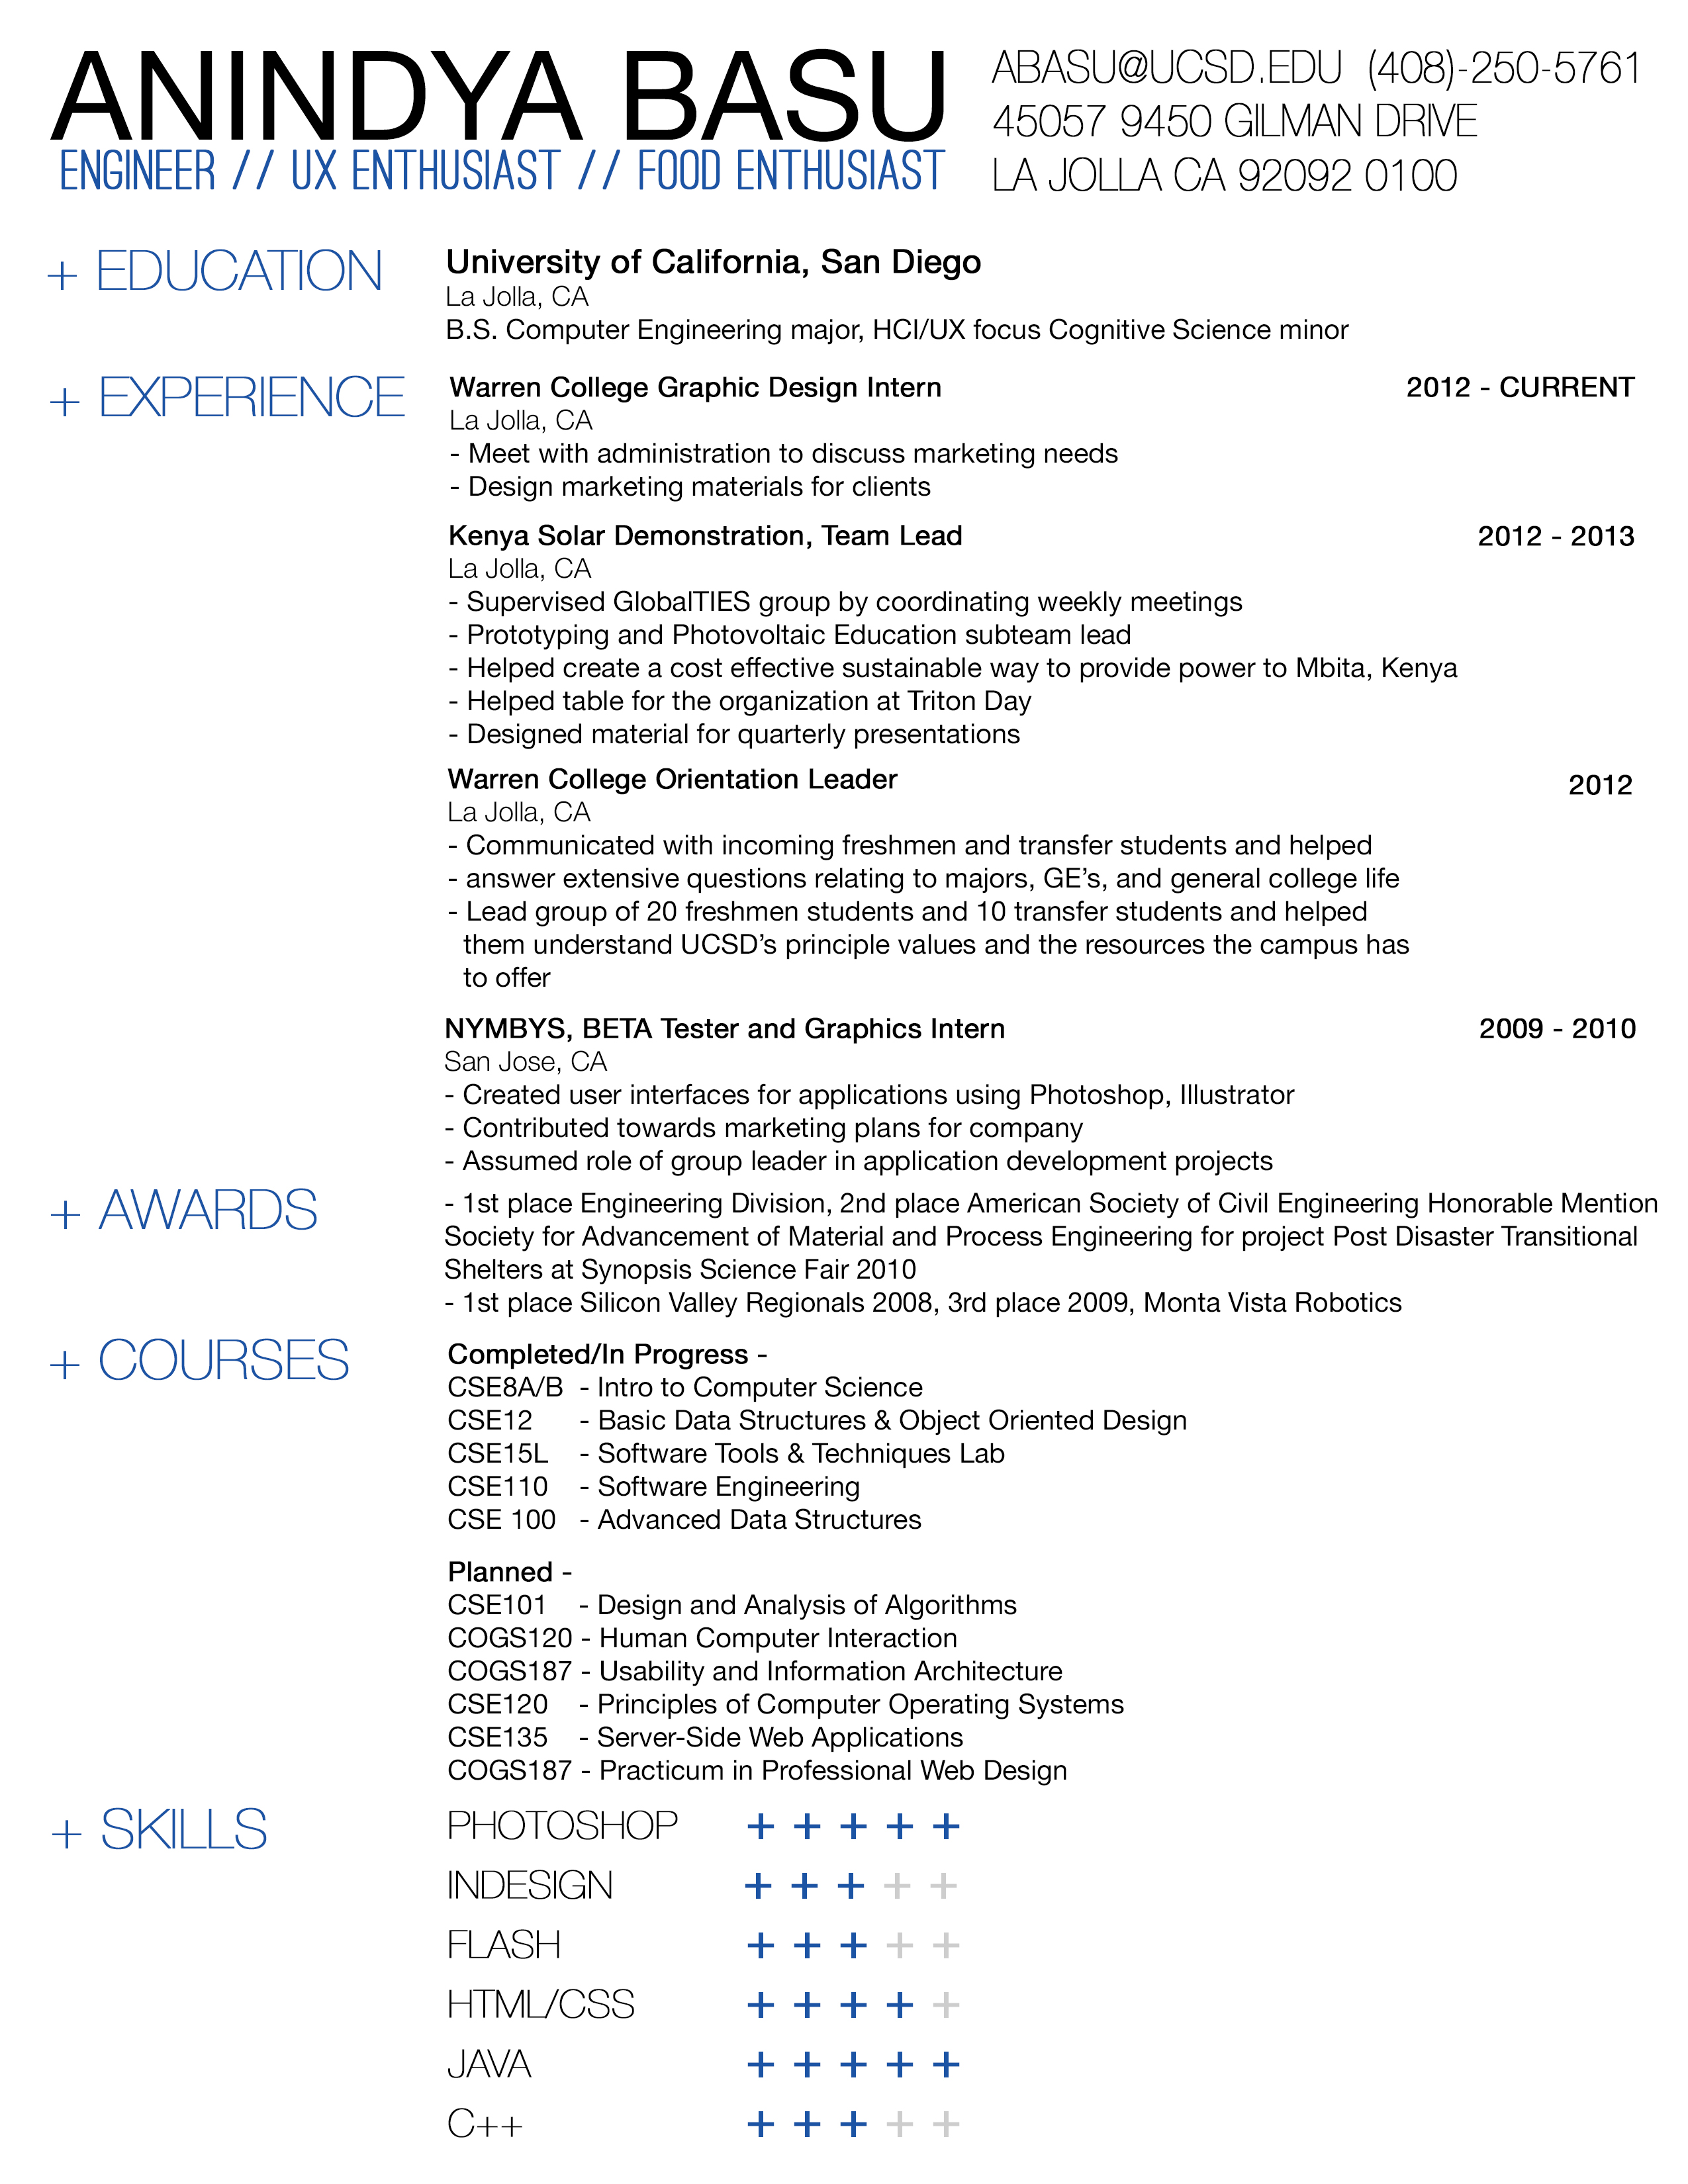 ANINDYA BASU
ENGINEER // UX ENTHUSIAST // FOOD ENTHUSIAST
ABASU@UCSD.EDU (408)-250-5761
45057 9450 GILMAN DRIVE
LA JOLLA CA 92092 0100
+ EDUCATION
University of California, San Diego
La Jolla, CA
B.S. Computer Engineering major, HCI/UX focus Cognitive Science minor
+ EXPERIENCE
Warren College Graphic Design Intern 2012 - CURRENT
La Jolla, CA
- Meet with administration to discuss marketing needs
- Design marketing materials for clients
Kenya Solar Demonstration, Team Lead 2012 - 2013
La Jolla, CA
- Supervised GlobalTIES group by coordinating weekly meetings
- Prototyping and Photovoltaic Education subteam lead
- Helped create a cost effective sustainable way to provide power to Mbita, Kenya
- Helped table for the organization at Triton Day
- Designed material for quarterly presentations
Warren College Orientation Leader 2012
La Jolla, CA
- Communicated with incoming freshmen and transfer students and helped
- answer extensive questions relating to majors, GE's, and general college life
- Lead group of 20 freshmen students and 10 transfer students and helped
them understand UCSD's principle values and the resources the campus has
to offer
NYMBYS, BETA Tester and Graphics Intern 2009 - 2010
San Jose, CA
- Created user interfaces for applications using Photoshop, Illustrator
- Contributed towards marketing plans for company
- Assumed role of group leader in application development projects
+ AWARDS
- 1st place Engineering Division, 2nd place American Society of Civil Engineering Honorable Mention
Society for Advancement of Material and Process Engineering for project Post Disaster Transitional
Shelters at Synopsis Science Fair 2010
- 1st place Silicon Valley Regionals 2008, 3rd place 2009, Monta Vista Robotics
+ COURSES
Completed/In Progress -
CSE8A/B - Intro to Computer Science
CSE12 - Basic Data Structures & Object Oriented Design
CSE15L - Software Tools & Techniques Lab
CSE110 - Software Engineering
CSE 100 - Advanced Data Structures
Planned -
CSE101 - Design and Analysis of Algorithms
COGS120 - Human Computer Interaction
COGS187 - Usability and Information Architecture
CSE120 - Principles of Computer Operating Systems
CSE135 - Server-Side Web Applications
COGS187 - Practicum in Professional Web Design
+ SKILLS
PHOTOSHOP + + + + +
INDESIGN + + + + +
FLASH + + + + +
HTML/CSS + + + + +
JAVA + + + + +
C++ + + + + +